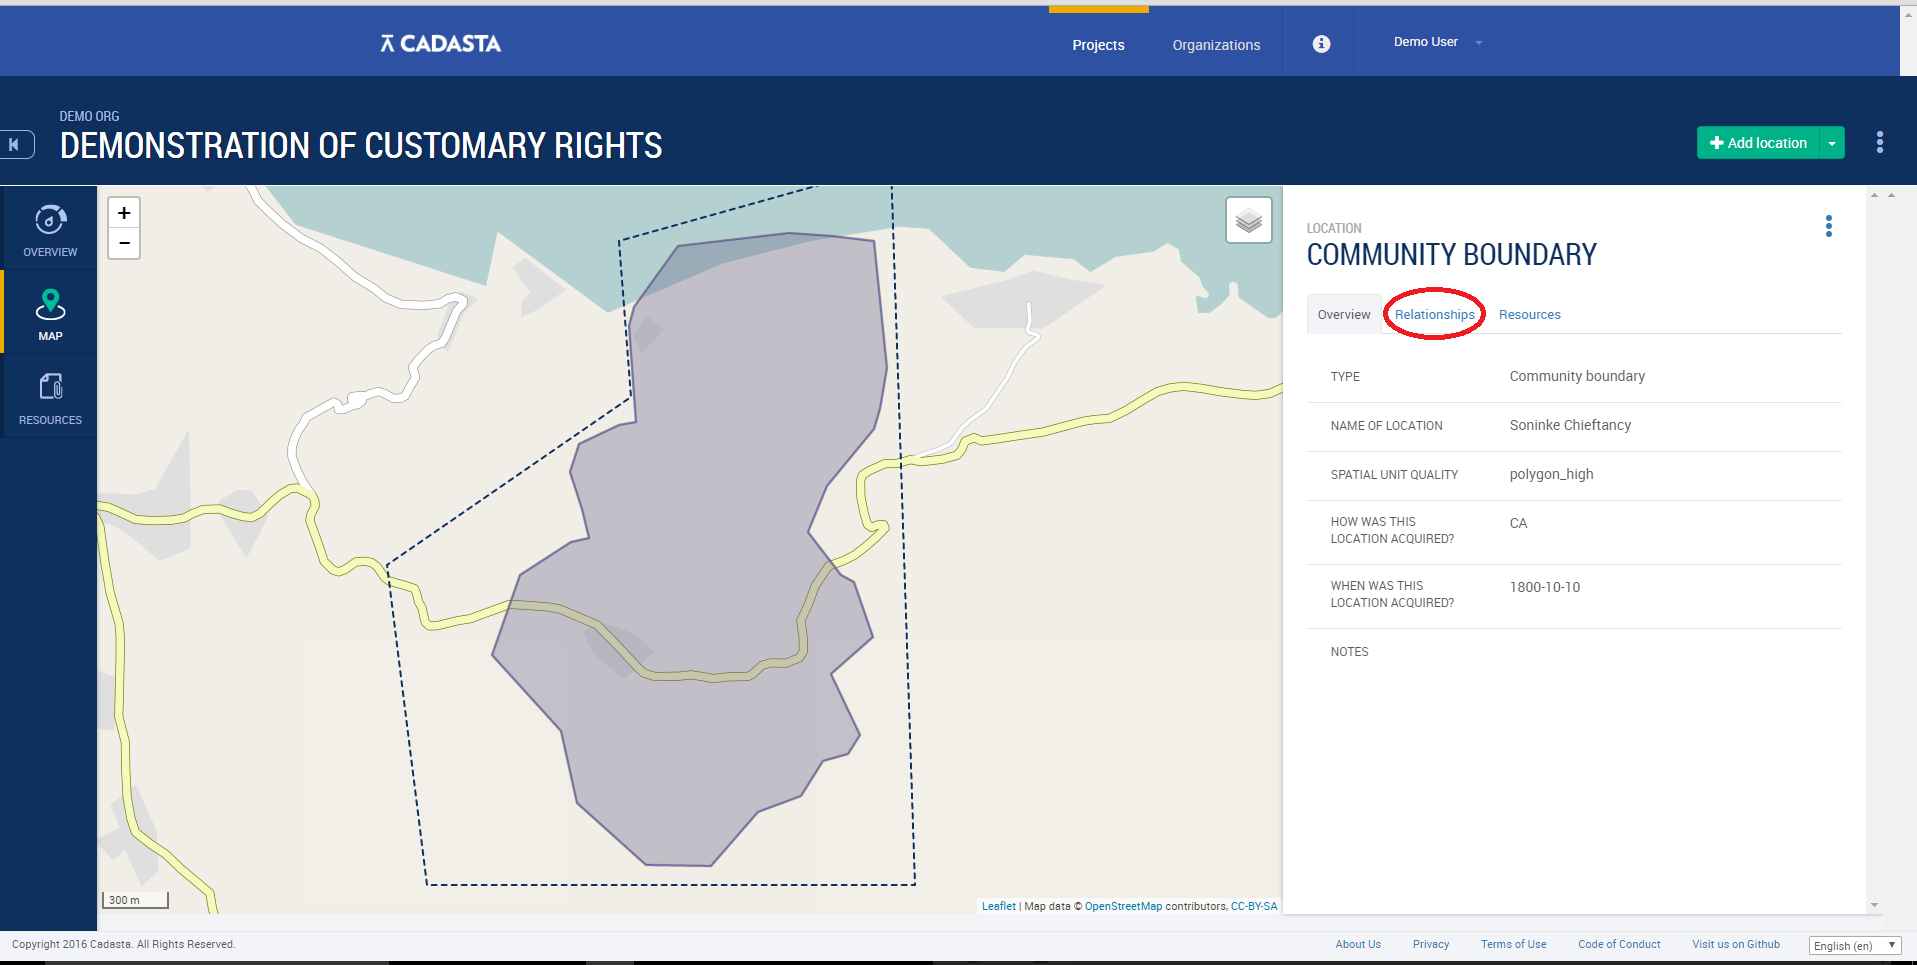 CADASTA
Projects
Organizations
Demo User
DEMO ORG
DEMONSTRATION OF CUSTOMARY RIGHTS
Add location
OVERVIEW
MAP
RESOURCES
+
−
300 m
Leaflet | Map data © OpenStreetMap contributors, CC-BY-SA
LOCATION
COMMUNITY BOUNDARY
Overview Relationships Resources
TYPE Community boundary
NAME OF LOCATION Soninke Chieftancy
SPATIAL UNIT QUALITY polygon_high
HOW WAS THIS
LOCATION ACQUIRED? CA
WHEN WAS THIS
LOCATION ACQUIRED? 1800-10-10
NOTES
Copyright 2016 Cadasta. All Rights Reserved.
About Us Privacy Terms of Use Code of Conduct Visit us on Github English (en)